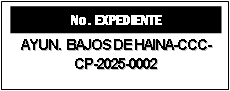 No. EXPEDIENTE
AYUN. BAJOS DE HAINA-CCC-
CP-2025-0002